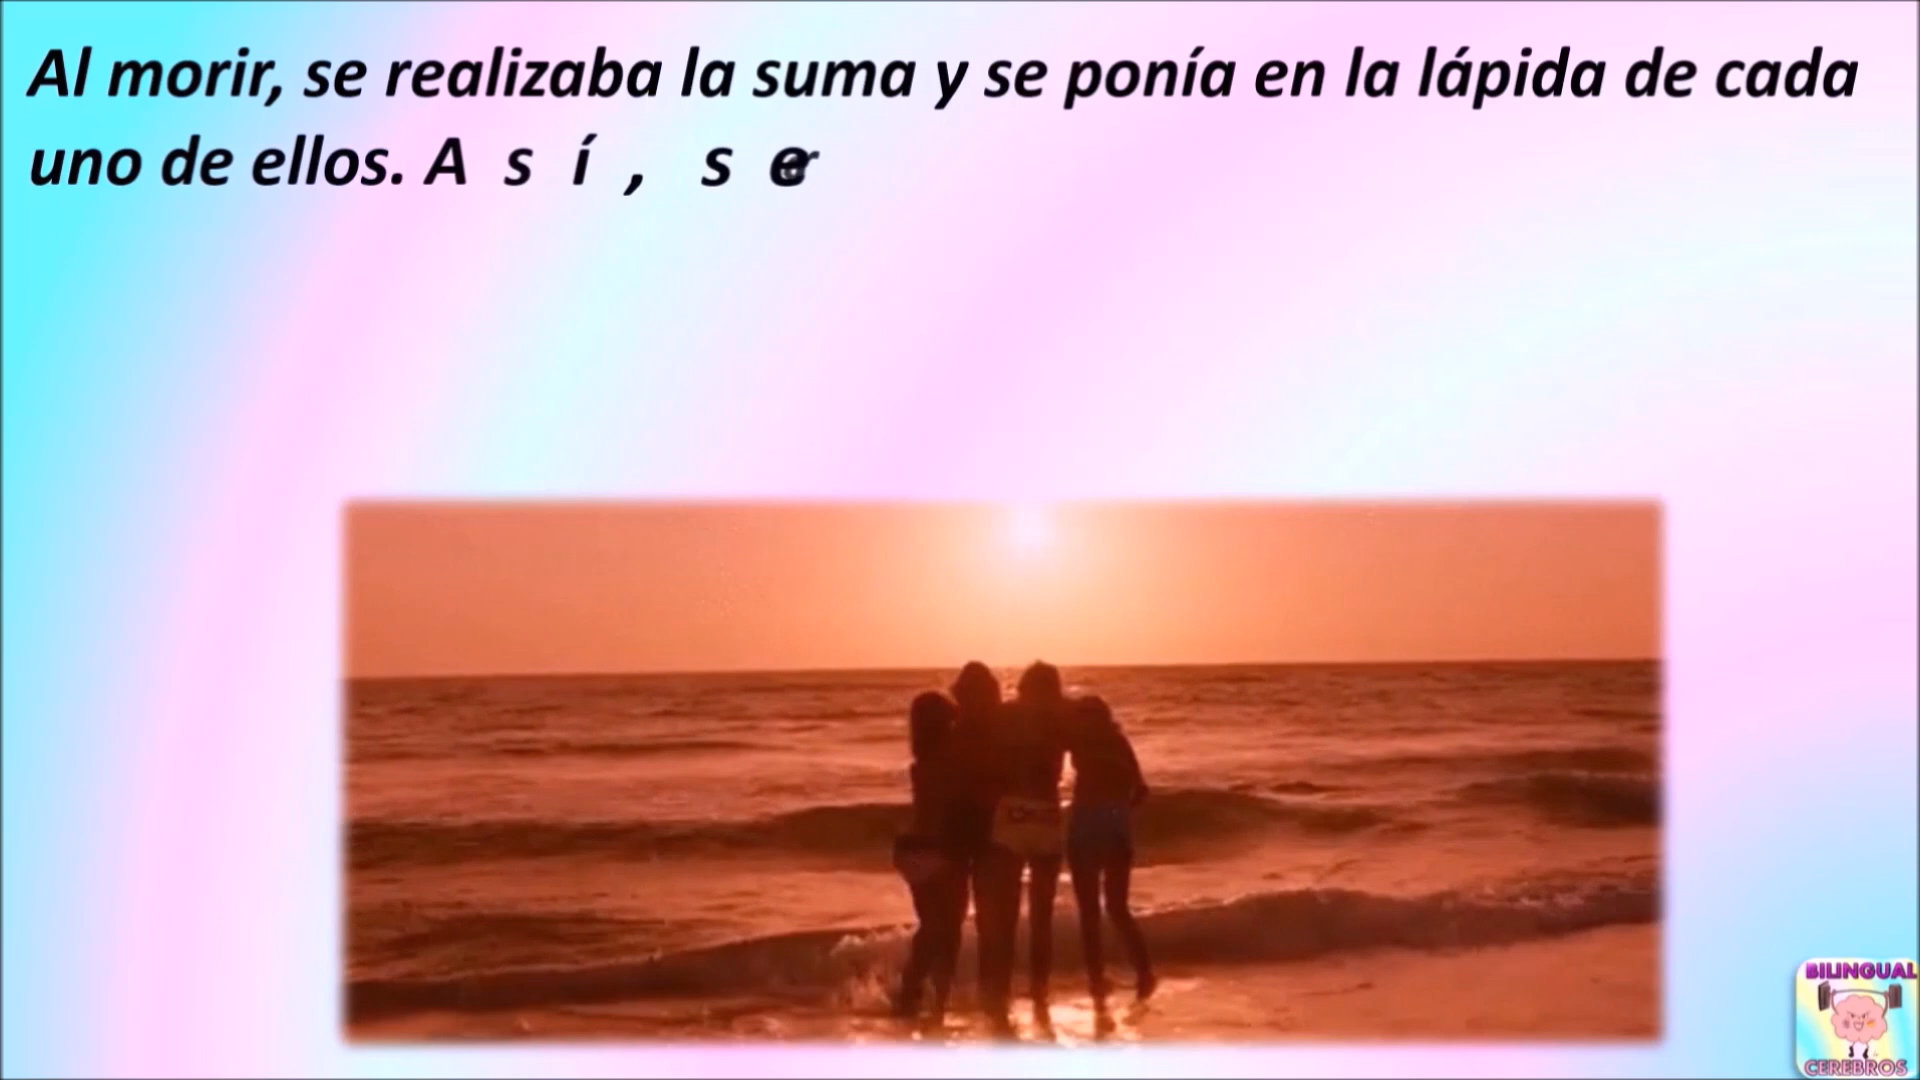 Al morir, se realizaba la suma y se ponía en la lápida de cada
uno de ellos. A s í ,
BILINGUAL
CEREBROS